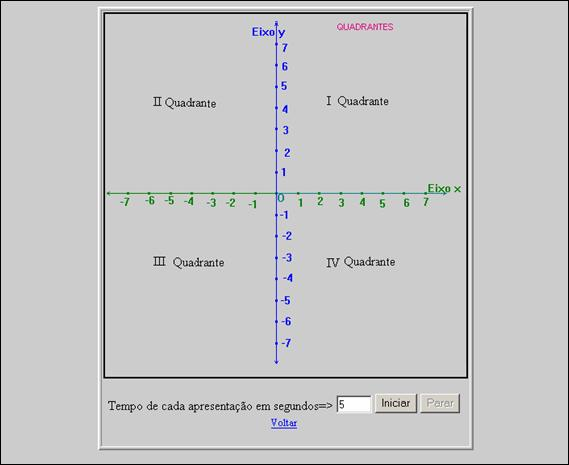 QUADRANTES
Eixo y
7
6
5
II Quadrante
I Quadrante
4
3
2
1
Eixo x
-7 -6 -5 -4 -3 -2 -1 0 1 2 3 4 5 6 7
-1
-2
III Quadrante
IV Quadrante
-3
-4
-5
-6
-7
Tempo de cada apresentação em segundos=> 5 Iniciar Parar
Voltar